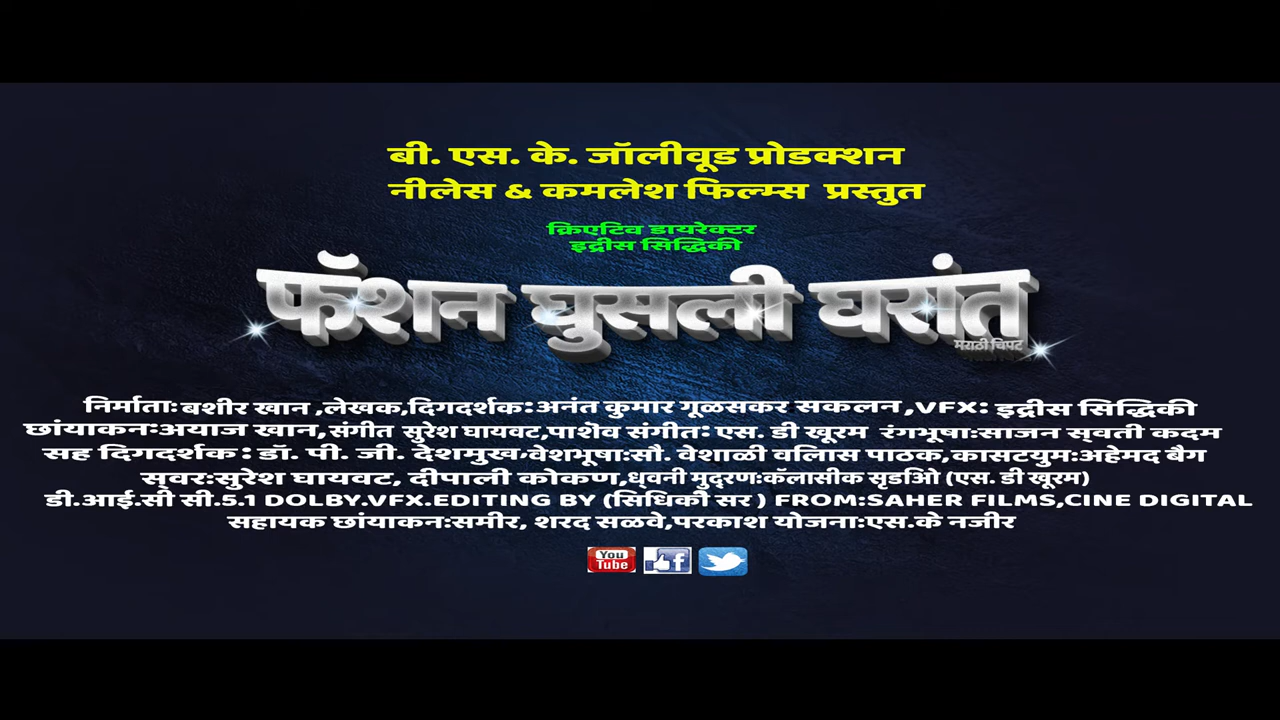 बी. एस. के. जॉलीवूड प्रोडक्शन
नीलेस & कमलेश फिल्म्स प्रस्तुत
क्रिएटिव डायरेक्टर
इद्रीस सिद्धिकी
फॅशन घुसली घरांत
मराठी चिपट
निर्माताः बशीर खान ,लेखक,दिगदर्शकः अनंत कुमार गूळसकर सकलन ,VFX: इद्रीस सिद्धिकी
छांयाकनःअयाज खान,संगीत सुरेश घायवट,पाशॆव संगीतः एस. डी खूरम रंगभूषाःसाजन स्वती कदम
सह दिगदर्शक : डॉ. पी. जी. देशमुख,वेशभूषाःसौ. वेशाली वलिास पाठक,कासटयुमःअहेमद बैग
स्वरःसुरेश घायवट, दीपाली कोकण,ध्वनी मुद्रणःकॅलासीक सृडओि (एस. डी खूरम)
डी.आई.सी सी.5.1 DOLBY.VFX.EDITING BY (सिधिकी सर ) FROM:SAHER FILMS,CINE DIGITAL
सहायक छांयाकनःसमीर, शरद सळवे,परकाश योजनाःएस.के नजीर
You Tube f